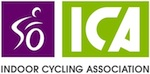 ICA
INDOOR CYCLING ASSOCIATION